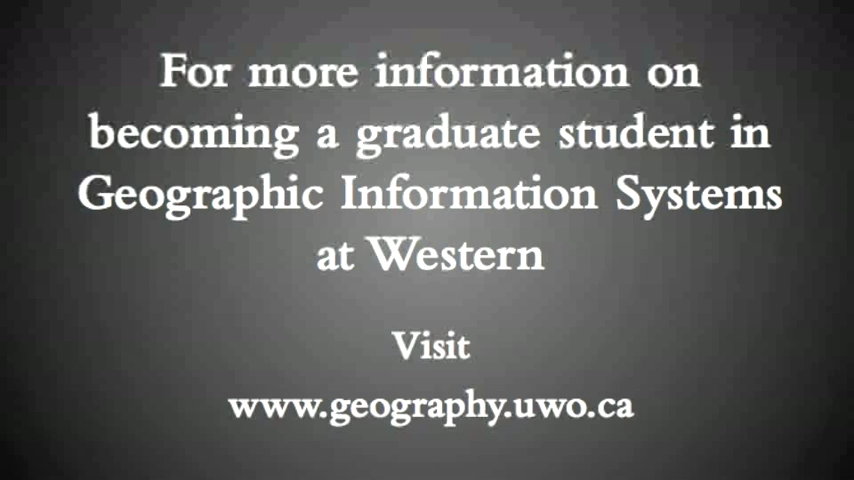 For more information on
becoming a graduate student in
Geographic Information Systems
at Western
Visit
www.geography.uwo.ca